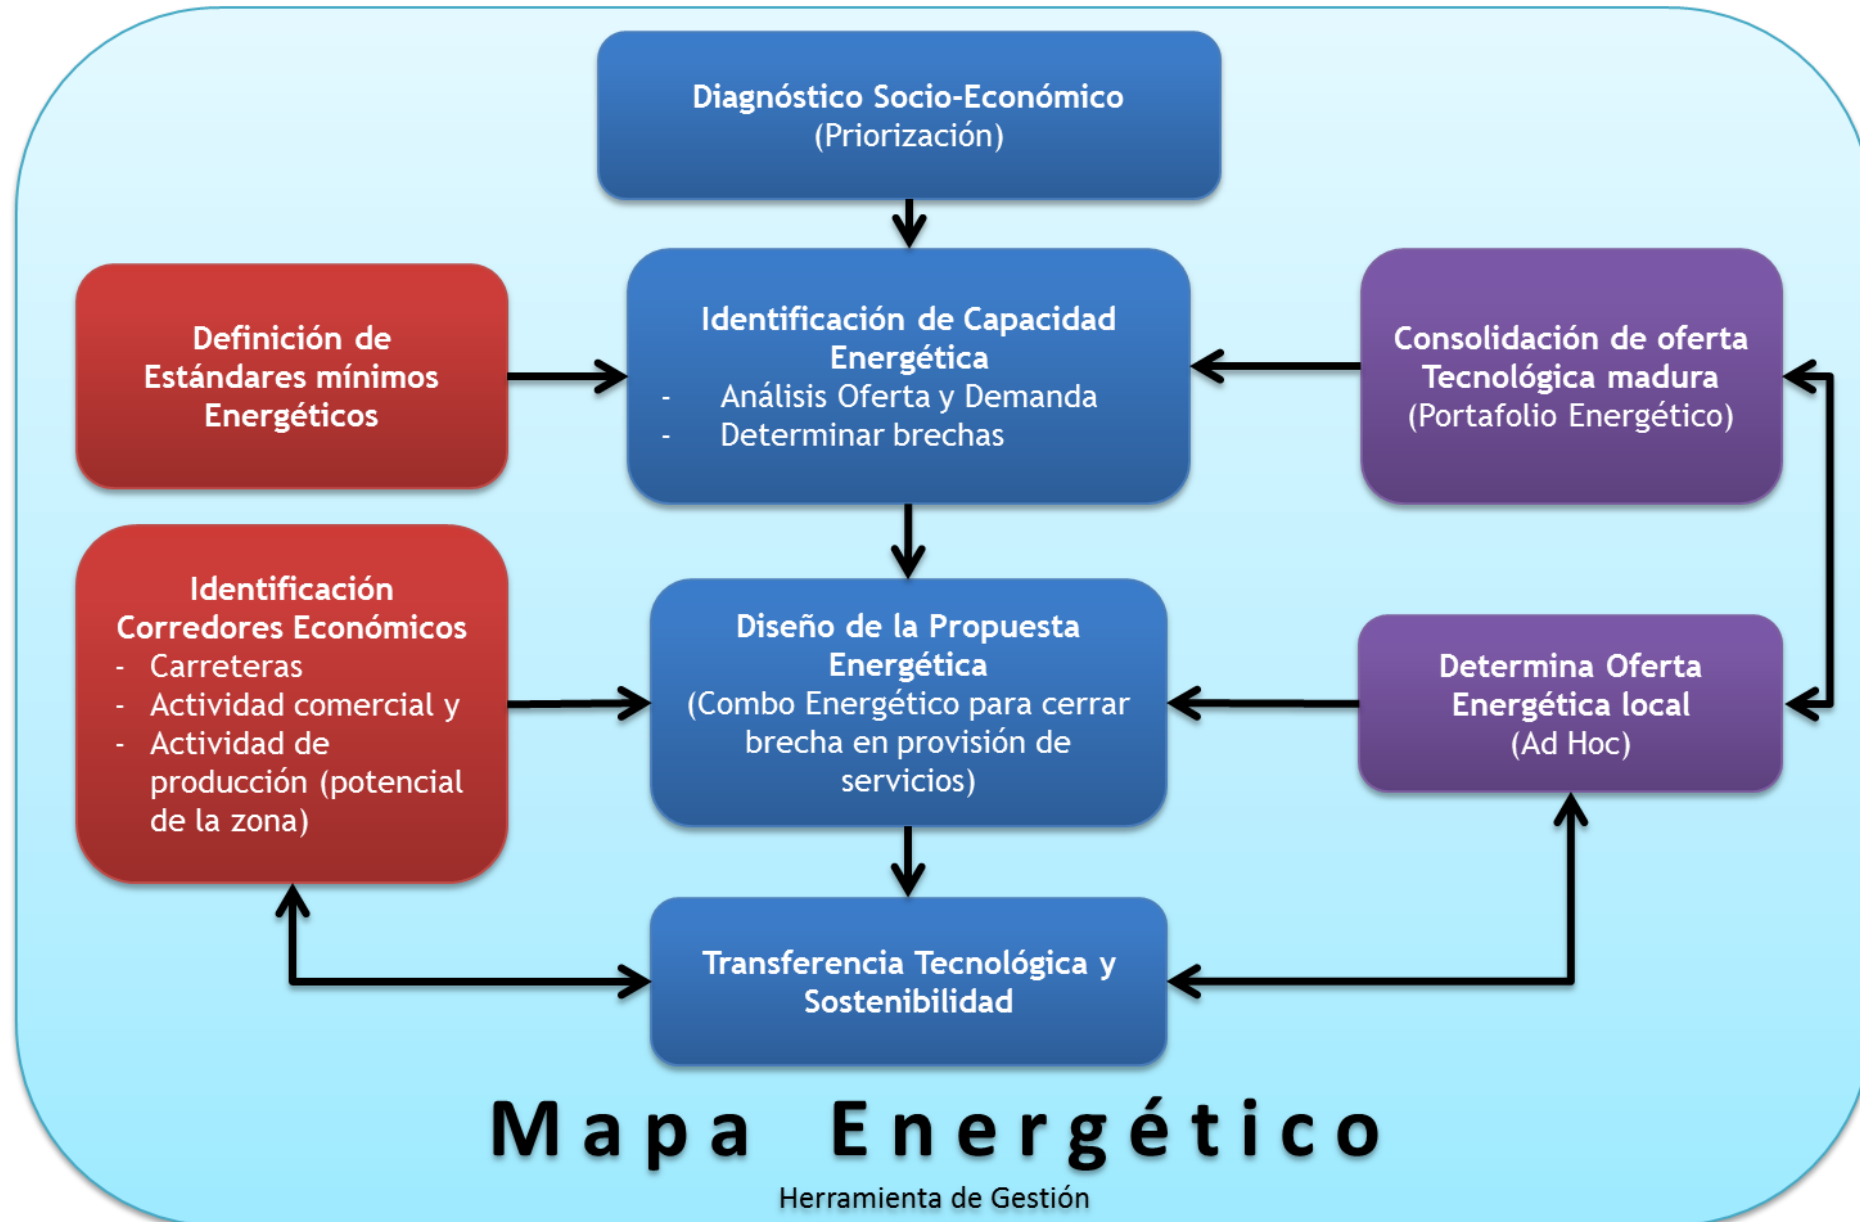 Diagnóstico Socio-Económico
(Priorización)
Definición de
Estándares mínimos
Energéticos
Identificación de Capacidad
Energética
- Análisis Oferta y Demanda
- Determinar brechas
Consolidación de oferta
Tecnológica madura
(Portafolio Energético)
Identificación
Corredores Económicos
- Carreteras
- Actividad comercial y
- Actividad de
producción (potencial
de la zona)
Diseño de la Propuesta
Energética
(Combo Energético para cerrar
brecha en provisión de
servicios)
Determina Oferta
Energética local
(Ad Hoc)
Transferencia Tecnológica y
Sostenibilidad
Mapa Energético
Herramienta de Gestión